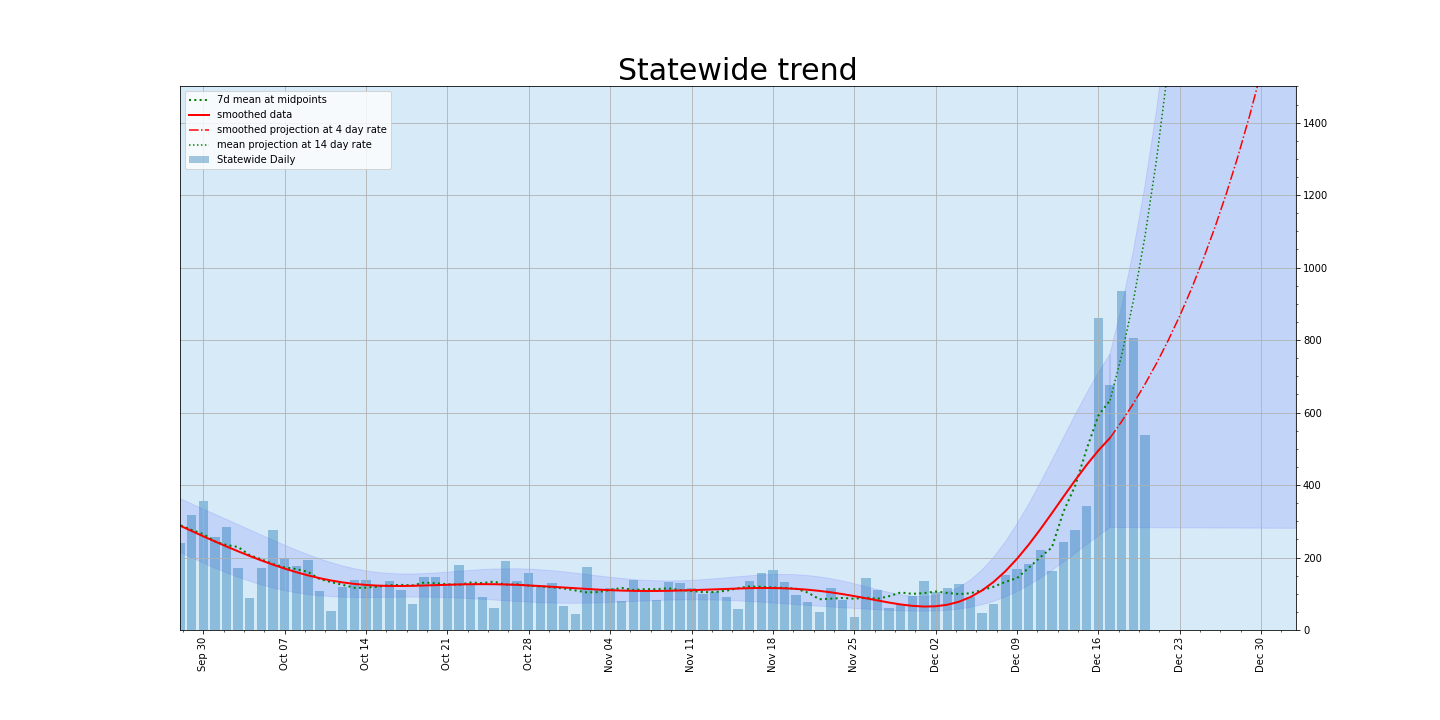 Statewide trend
7d mean at midpoints
smoothed data
smoothed projection at 4 day rate
mean projection at 14 day rate
Statewide Daily
1400
1200
1000
800
600
400
200
0
Sep 30
Oct 07
Oct 14
Oct 21
Oct 28
Nov 04
Nov 11
Nov 18
Nov 25
Dec 02
Dec 09
Dec 16
Dec 23
Dec 30